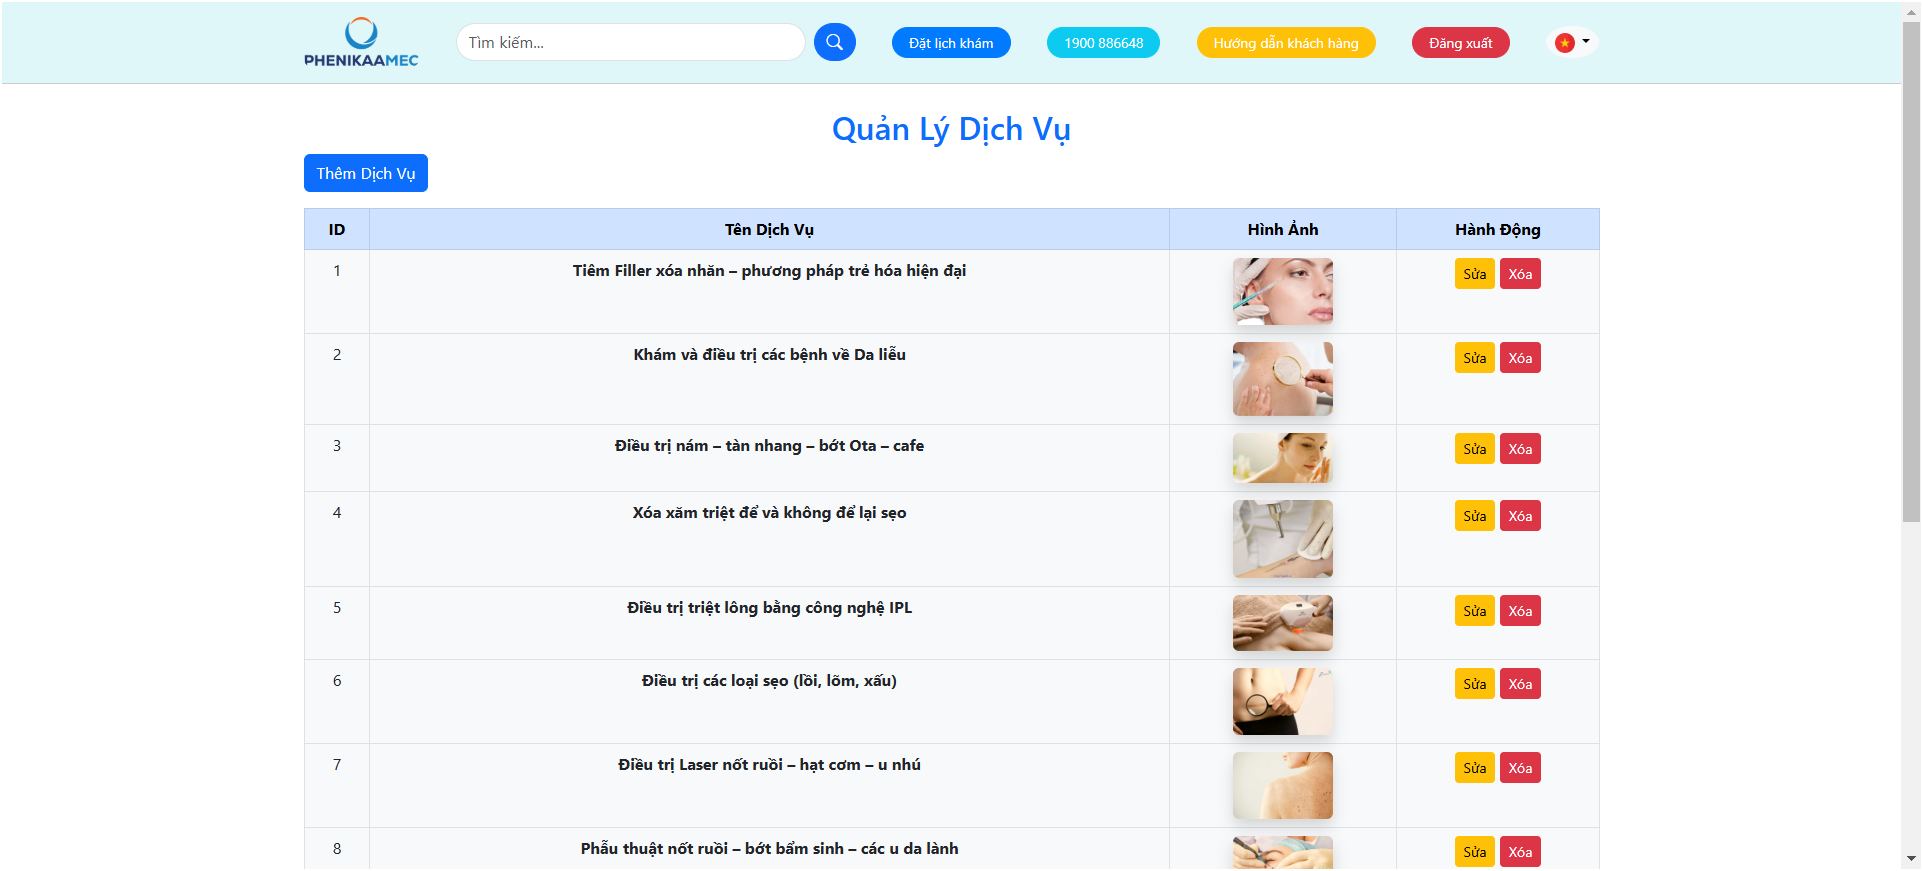 PHENIKAAMEC
Tìm kiếm...
Đặt lịch khám
1900 886648
Hướng dẫn khách hàng
Đăng xuất
Quản Lý Dịch Vụ
Thêm Dịch Vụ
ID Tên Dịch Vụ Hình Ảnh Hành Động
1 Tiêm Filler xóa nhăn – phương pháp trẻ hóa hiện đại Sửa Xóa
2 Khám và điều trị các bệnh về Da liễu Sửa Xóa
3 Điều trị nám – tàn nhang – bớt Ota – cafe Sửa Xóa
4 Xóa xăm triệt để và không để lại sẹo Sửa Xóa
5 Điều trị triệt lông bằng công nghệ IPL Sửa Xóa
6 Điều trị các loại sẹo (lồi, lõm, xấu) Sửa Xóa
7 Điều trị Laser nốt ruồi – hạt cơm – u nhú Sửa Xóa
8 Phẫu thuật nốt ruồi – bớt bẩm sinh – các u da lành Sửa Xóa